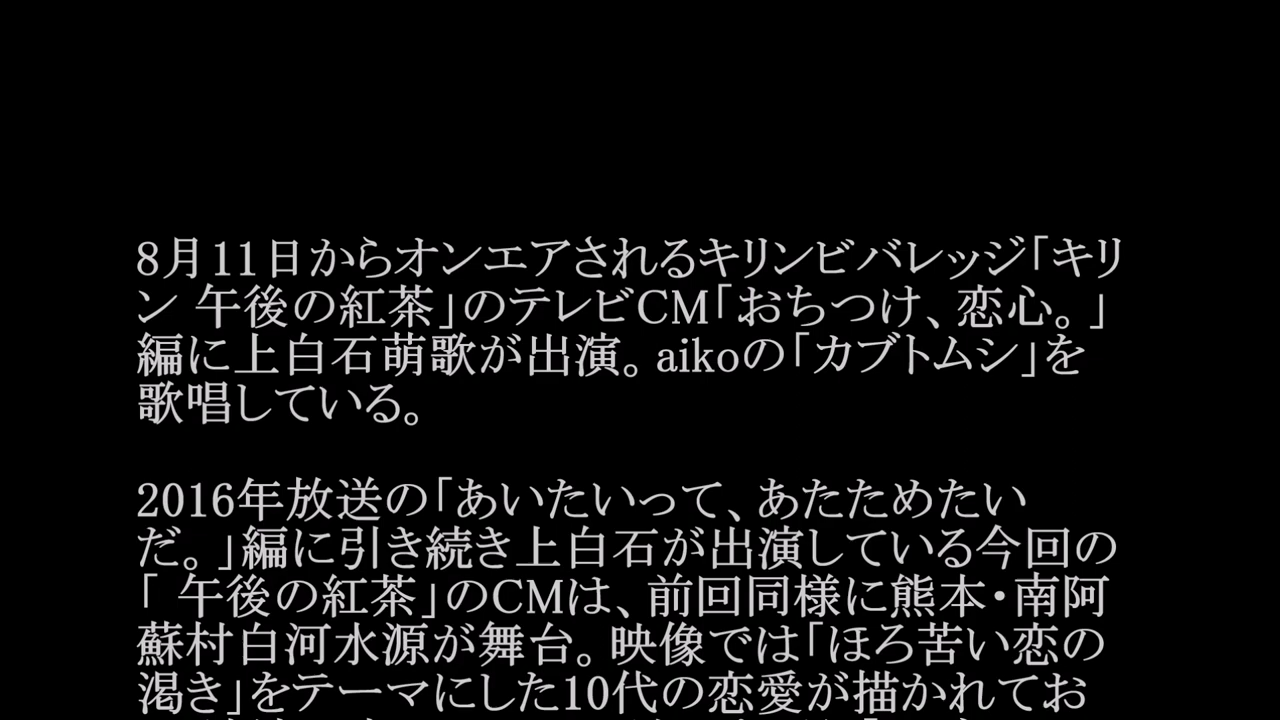 8月11日からオンエアされるキリンビバレッジ「キリ
ン 午後の紅茶」のテレビCM「おちつけ、恋心。」
編に上白石萌歌が出演。aikoの「カブトムシ」を
歌唱している。
2016年放送の「あいたいって、あたためたい
だ。」編に引き続き上白石が出演している今回の
「 午後の紅茶」のCMは、前回同様に熊本・南阿
蘇村白河水源が舞台。映像では「ほろ苦い恋の
渇き」をテーマにした10代の恋愛が描かれてお